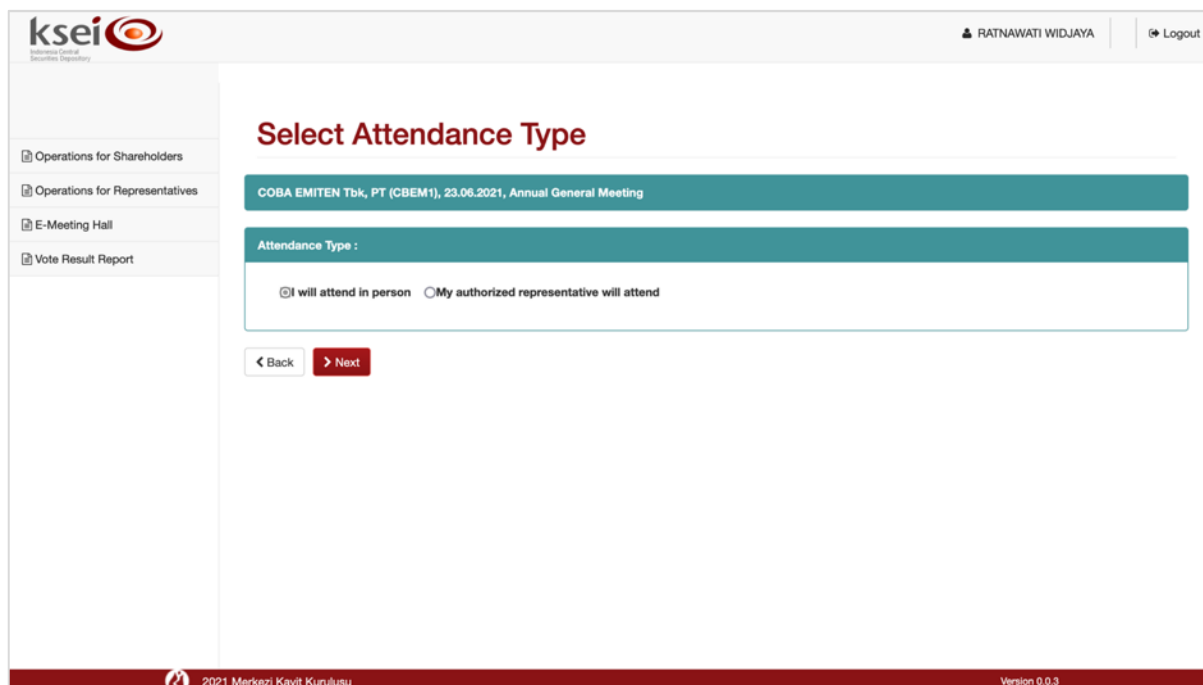 ksei
Indonesia Central
Securities Depository
RATNAWATI WIDJAYA
Logout
Operations for Shareholders
Operations for Representatives
E-Meeting Hall
Vote Result Report
Select Attendance Type
COBA EMITEN Tbk, PT (CBEM1), 23.06.2021, Annual General Meeting
Attendance Type :
I will attend in person My authorized representative will attend
Back Next
2021 Merkezi Kayit Kurulusu
Version 0.0.3